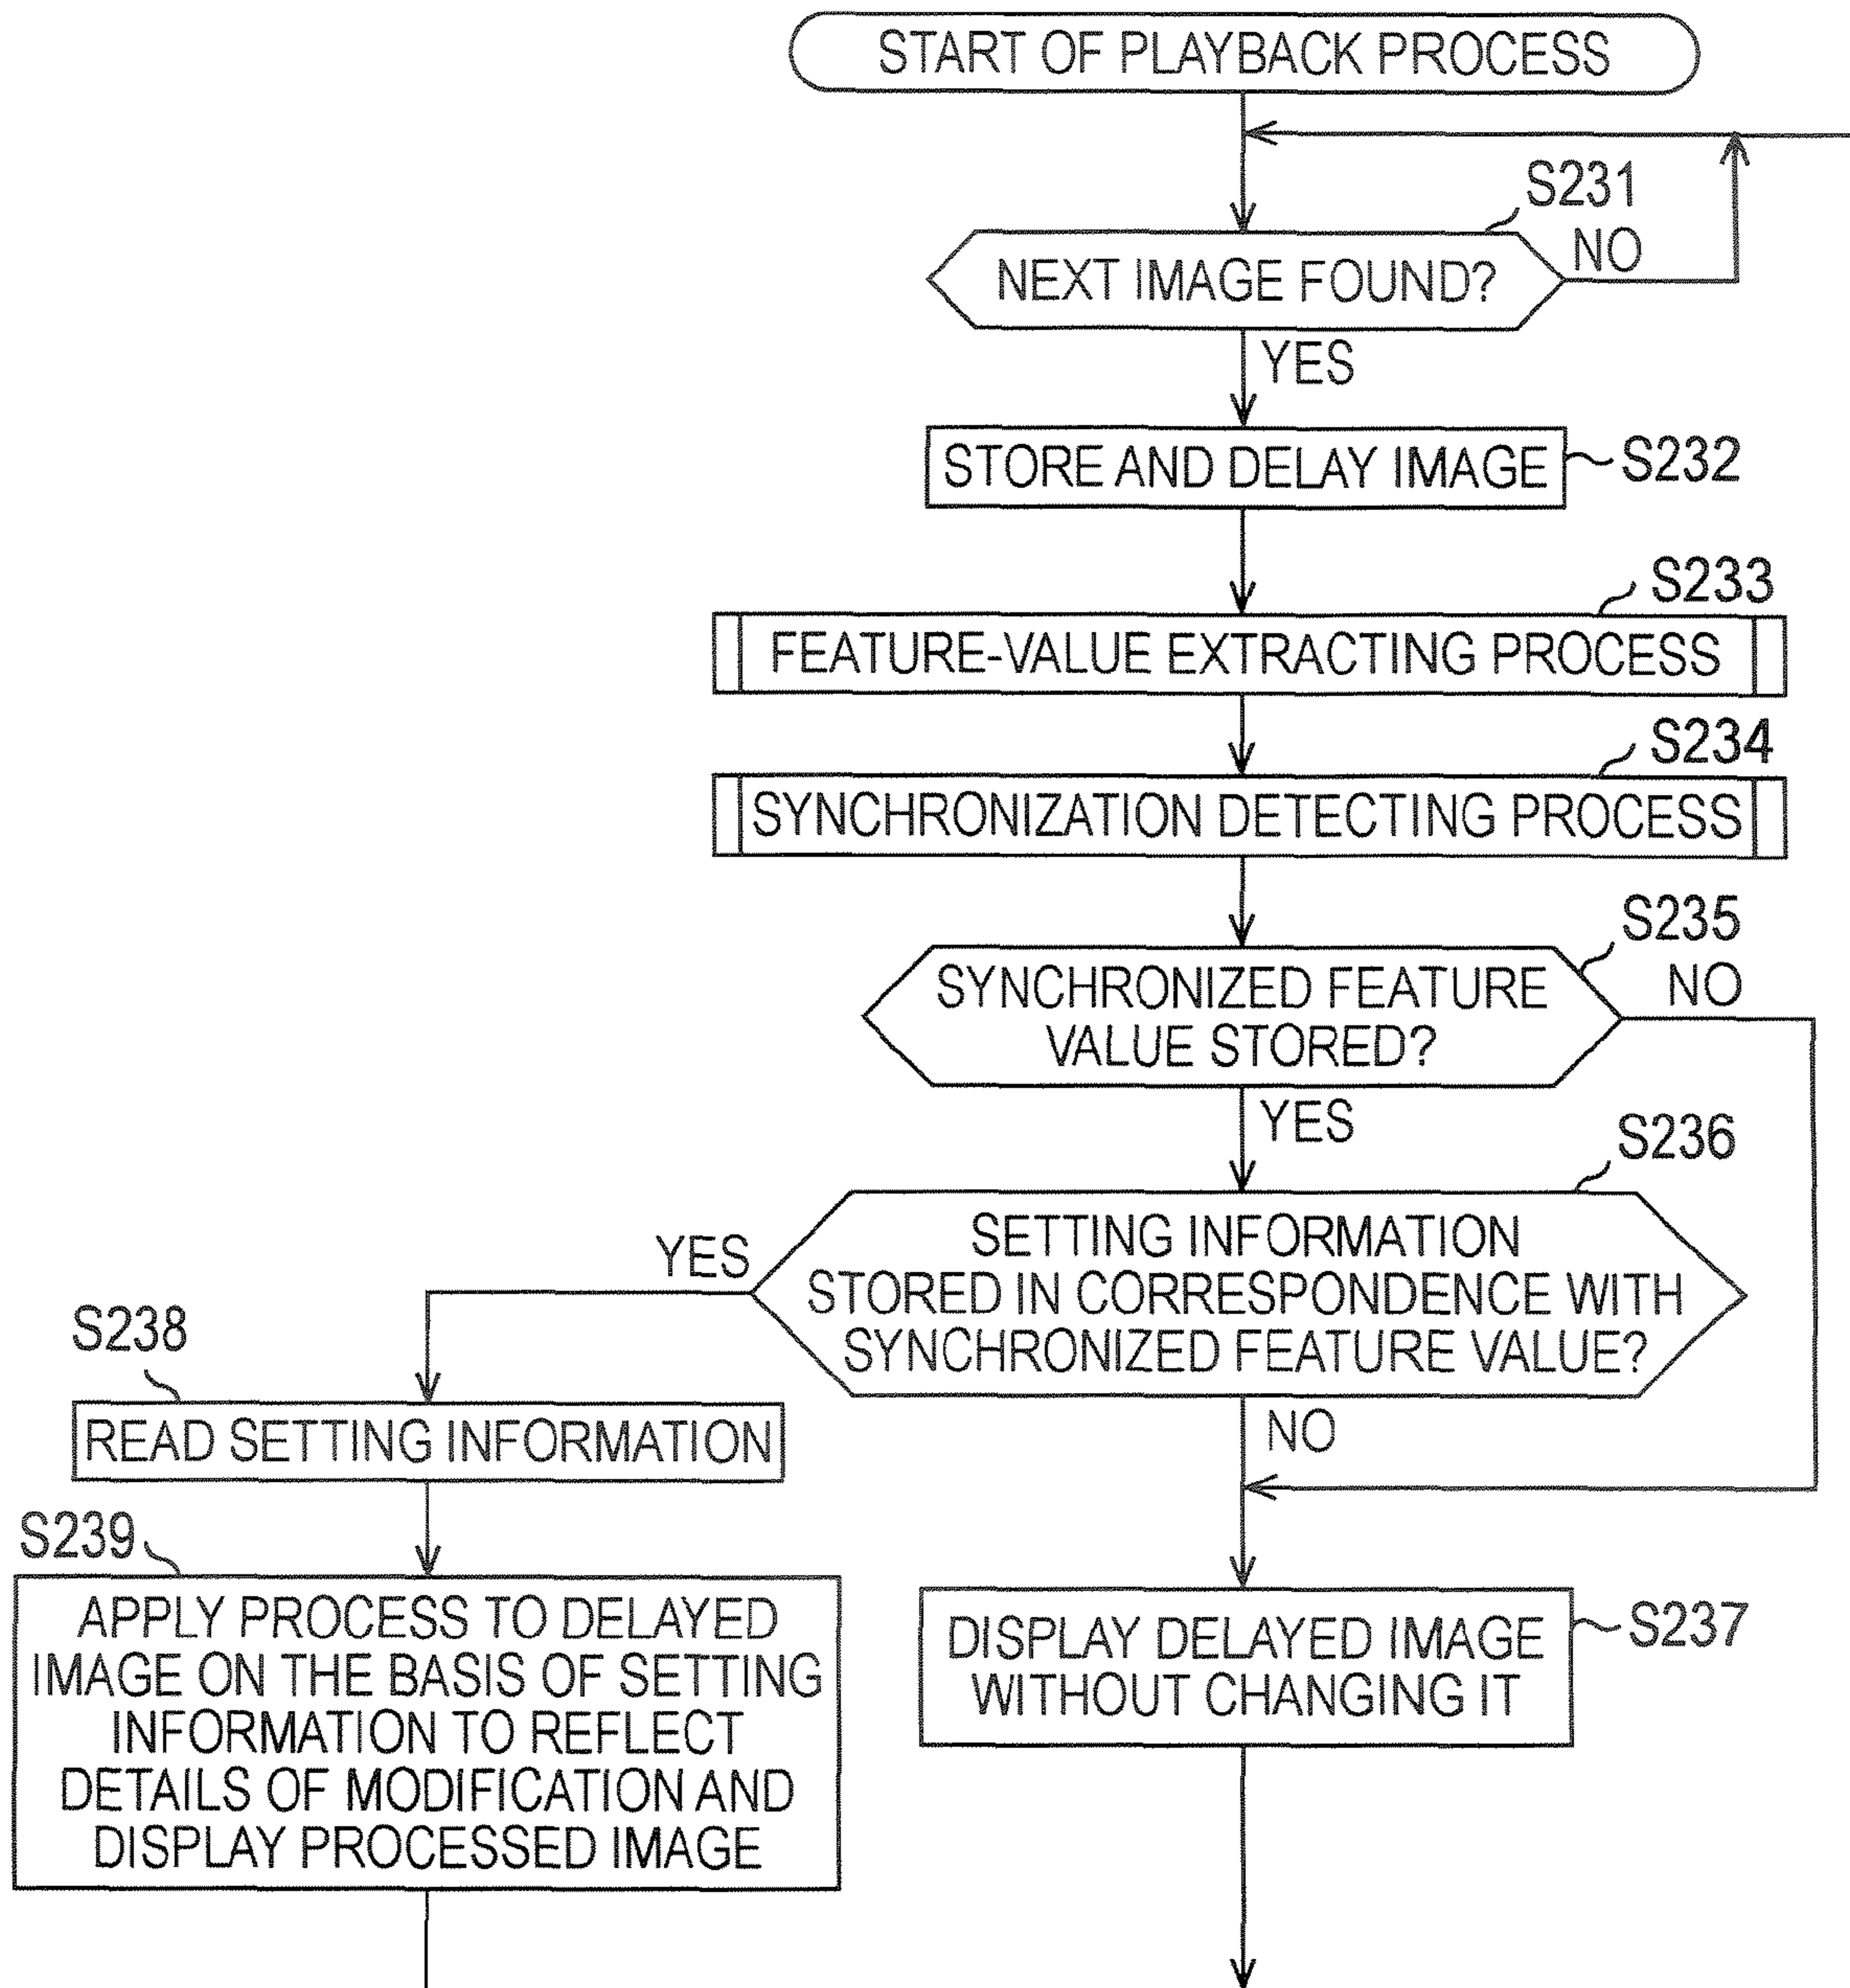 START OF PLAYBACK PROCESS
S231
NEXT IMAGE FOUND?
NO
YES
STORE AND DELAY IMAGE
S232
S233
FEATURE-VALUE EXTRACTING PROCESS
S234
SYNCHRONIZATION DETECTING PROCESS
S235
SYNCHRONIZED FEATURE
VALUE STORED?
NO
YES
S236
SETTING INFORMATION
STORED IN CORRESPONDENCE WITH
SYNCHRONIZED FEATURE VALUE?
YES
NO
S238
READ SETTING INFORMATION
S239
APPLY PROCESS TO DELAYED
IMAGE ON THE BASIS OF SETTING
INFORMATION TO REFLECT
DETAILS OF MODIFICATION AND
DISPLAY PROCESSED IMAGE
DISPLAY DELAYED IMAGE
WITHOUT CHANGING IT
S237